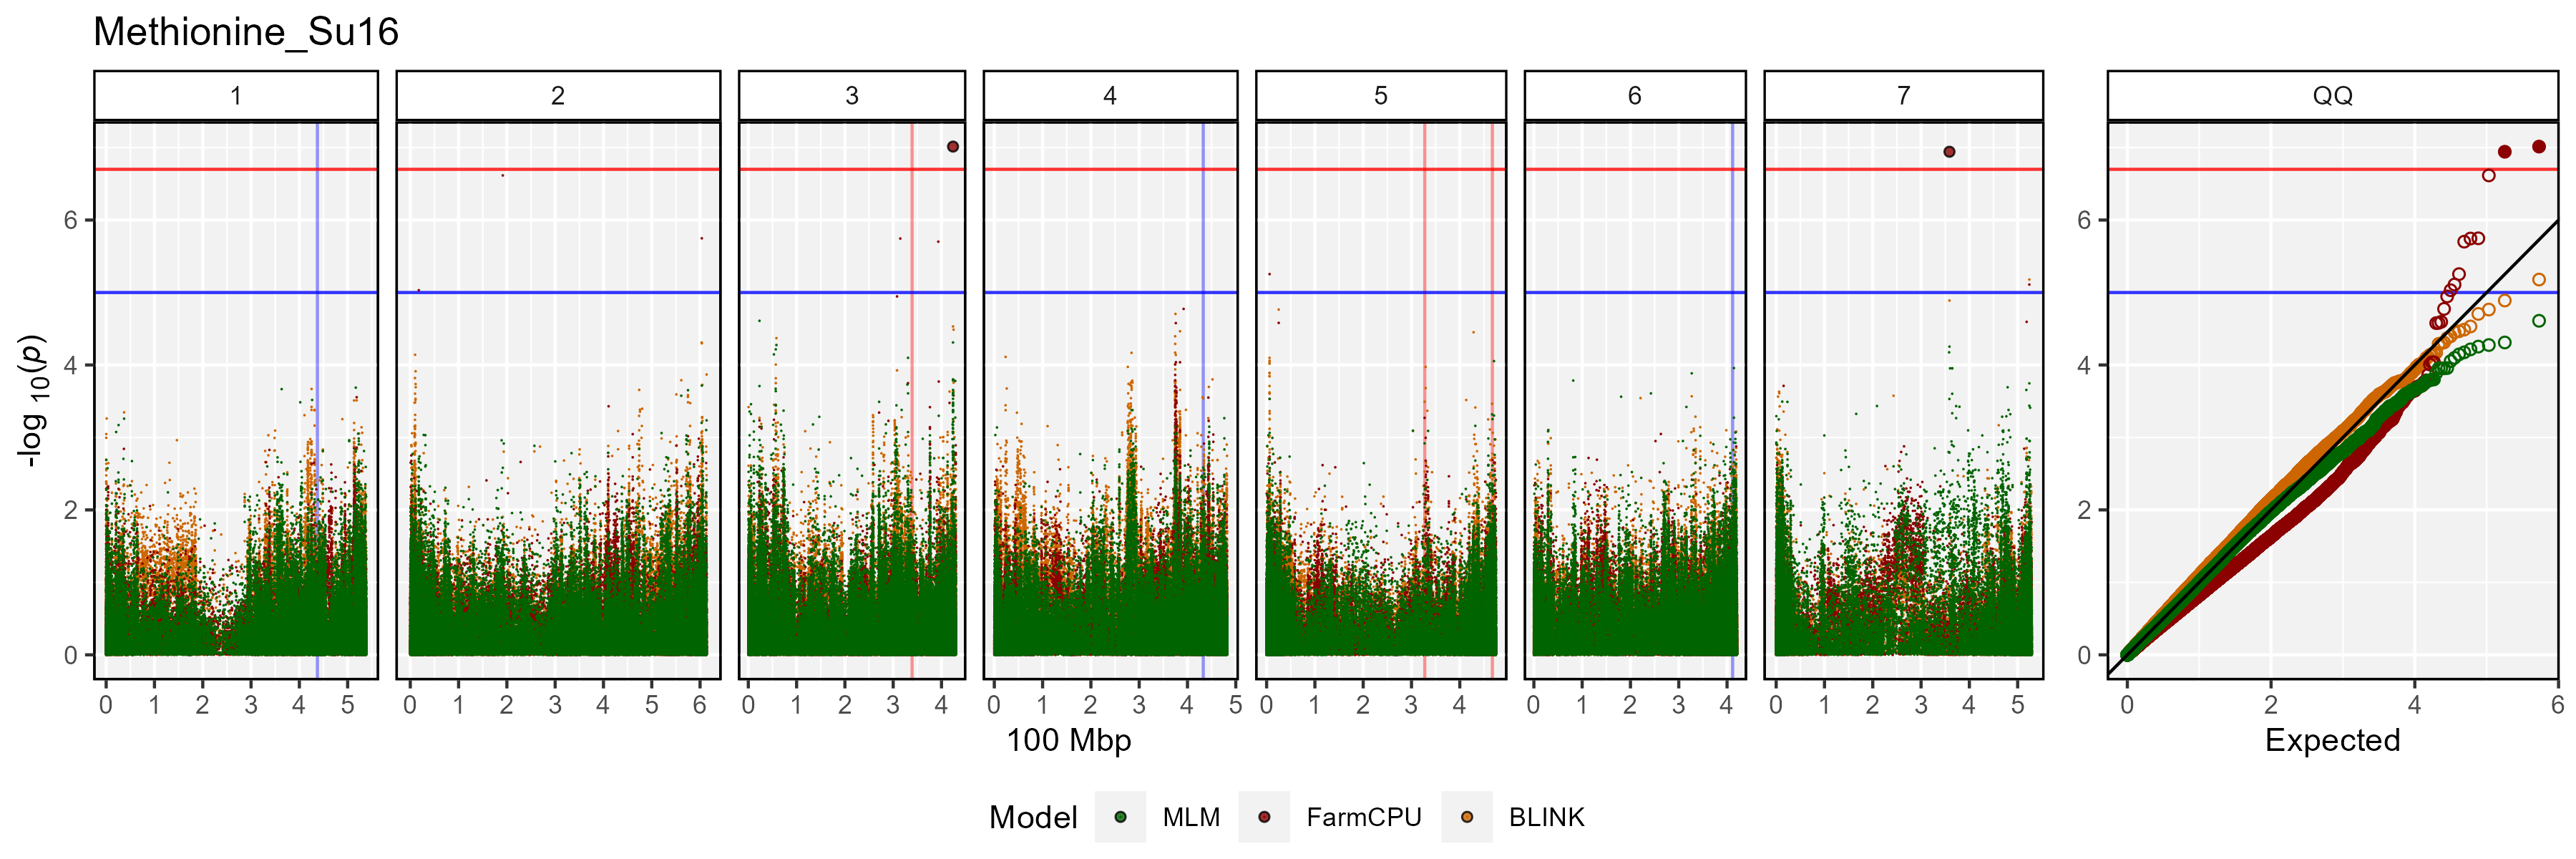 Methionine_Su16
1 2 3 4 5 6 7 QQ
-log 10(p)
6 6
4 4
2 2
0 0
0 1 2 3 4 5 0 1 2 3 4 5 6 0 1 2 3 4 0 1 2 3 4 5 0 1 2 3 4 0 1 2 3 4 0 1 2 3 4 5 0 2 4 6
100 Mbp Expected
Model MLM FarmCPU BLINK